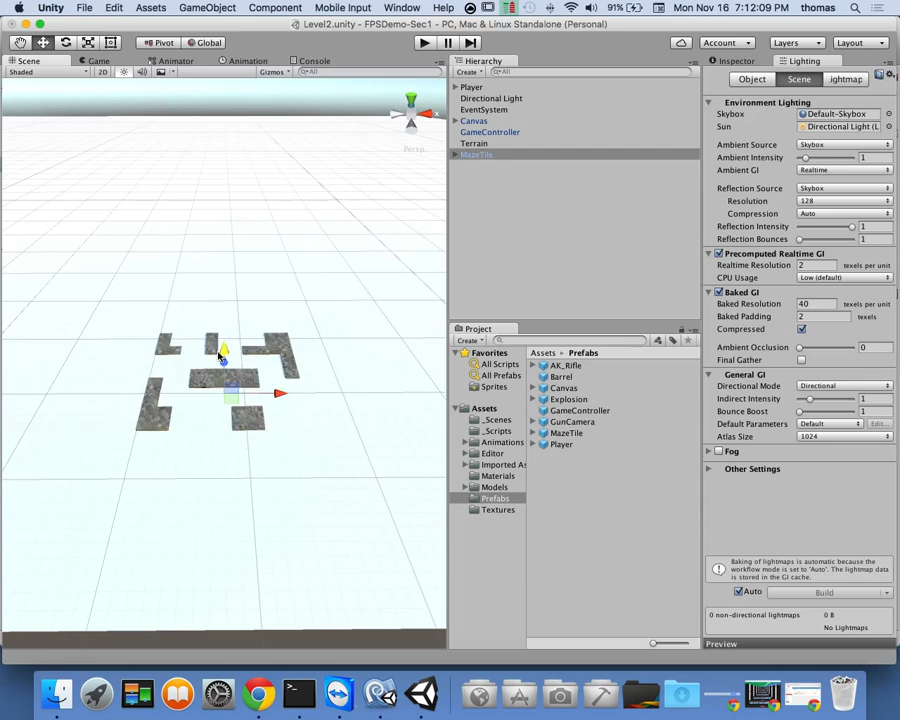 Unity File Edit Assets GameObject Component Mobile Input Window Help 91% Mon Nov 16 7:12:09 PM thomas
Level2.unity - FPSDemo-Sec1 - PC, Mac & Linux Standalone (Personal)
Pivot Global Account Layers Layout
Scene Game Animator Animation Console
Shaded 2D Gizmos All
x
Persp
Hierarchy
Create All
Player
Directional Light
EventSystem
Canvas
GameController
Terrain
MazeTile
Project
Create
Favorites
All Scripts
All Prefabs
Sprites
Assets
_Scenes
_Scripts
Animations
Editor
Imported As
Materials
Models
Prefabs
Textures
Assets Prefabs
AK_Rifle
Barrel
Canvas
Explosion
GameController
GunCamera
MazeTile
Player
Inspector Lighting
Object Scene ightmap
Environment Lighting
Skybox Default-Skybox
Sun Directional Light (L
Ambient Source Skybox
Ambient Intensity 1
Ambient GI Realtime
Reflection Source Skybox
Resolution 128
Compression Auto
Reflection Intensity 1
Reflection Bounces 1
Precomputed Realtime GI
Realtime Resolution 2 texels per unit
CPU Usage Low (default)
Baked GI
Baked Resolution 40 texels per unit
Baked Padding 2 texels
Compressed
Ambient Occlusion 0
Final Gather
General GI
Directional Mode Directional
Indirect Intensity 1
Bounce Boost 1
Default Parameters Default Edit...
Atlas Size 1024
Fog
Other Settings
Baking of lightmaps is automatic because the
workflow mode is set to 'Auto'. The lightmap data
is stored in the GI cache.
Auto Build
0 non-directional lightmaps 0 B
No Lightmaps
Preview